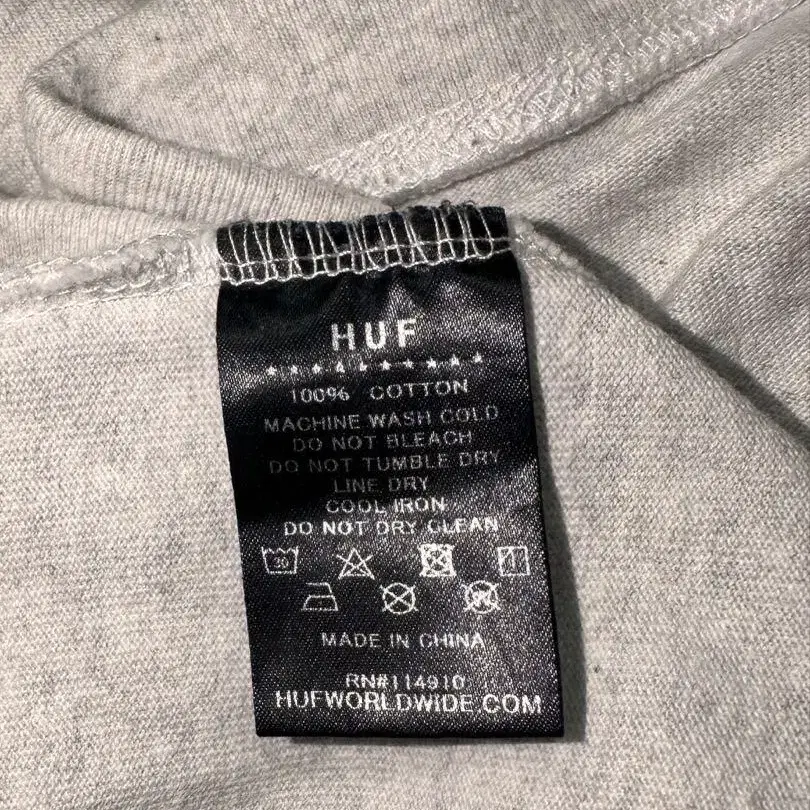 HUF
100% COTTON
MACHINE WASH COLD
DO NOT BLEACH
DO NOT TUMBLE DRY
LINE DRY
COOL IRON
DO NOT DRY CLEAN
30
MADE IN CHINA
RN#114910
HUFWORLDWIDE.COM